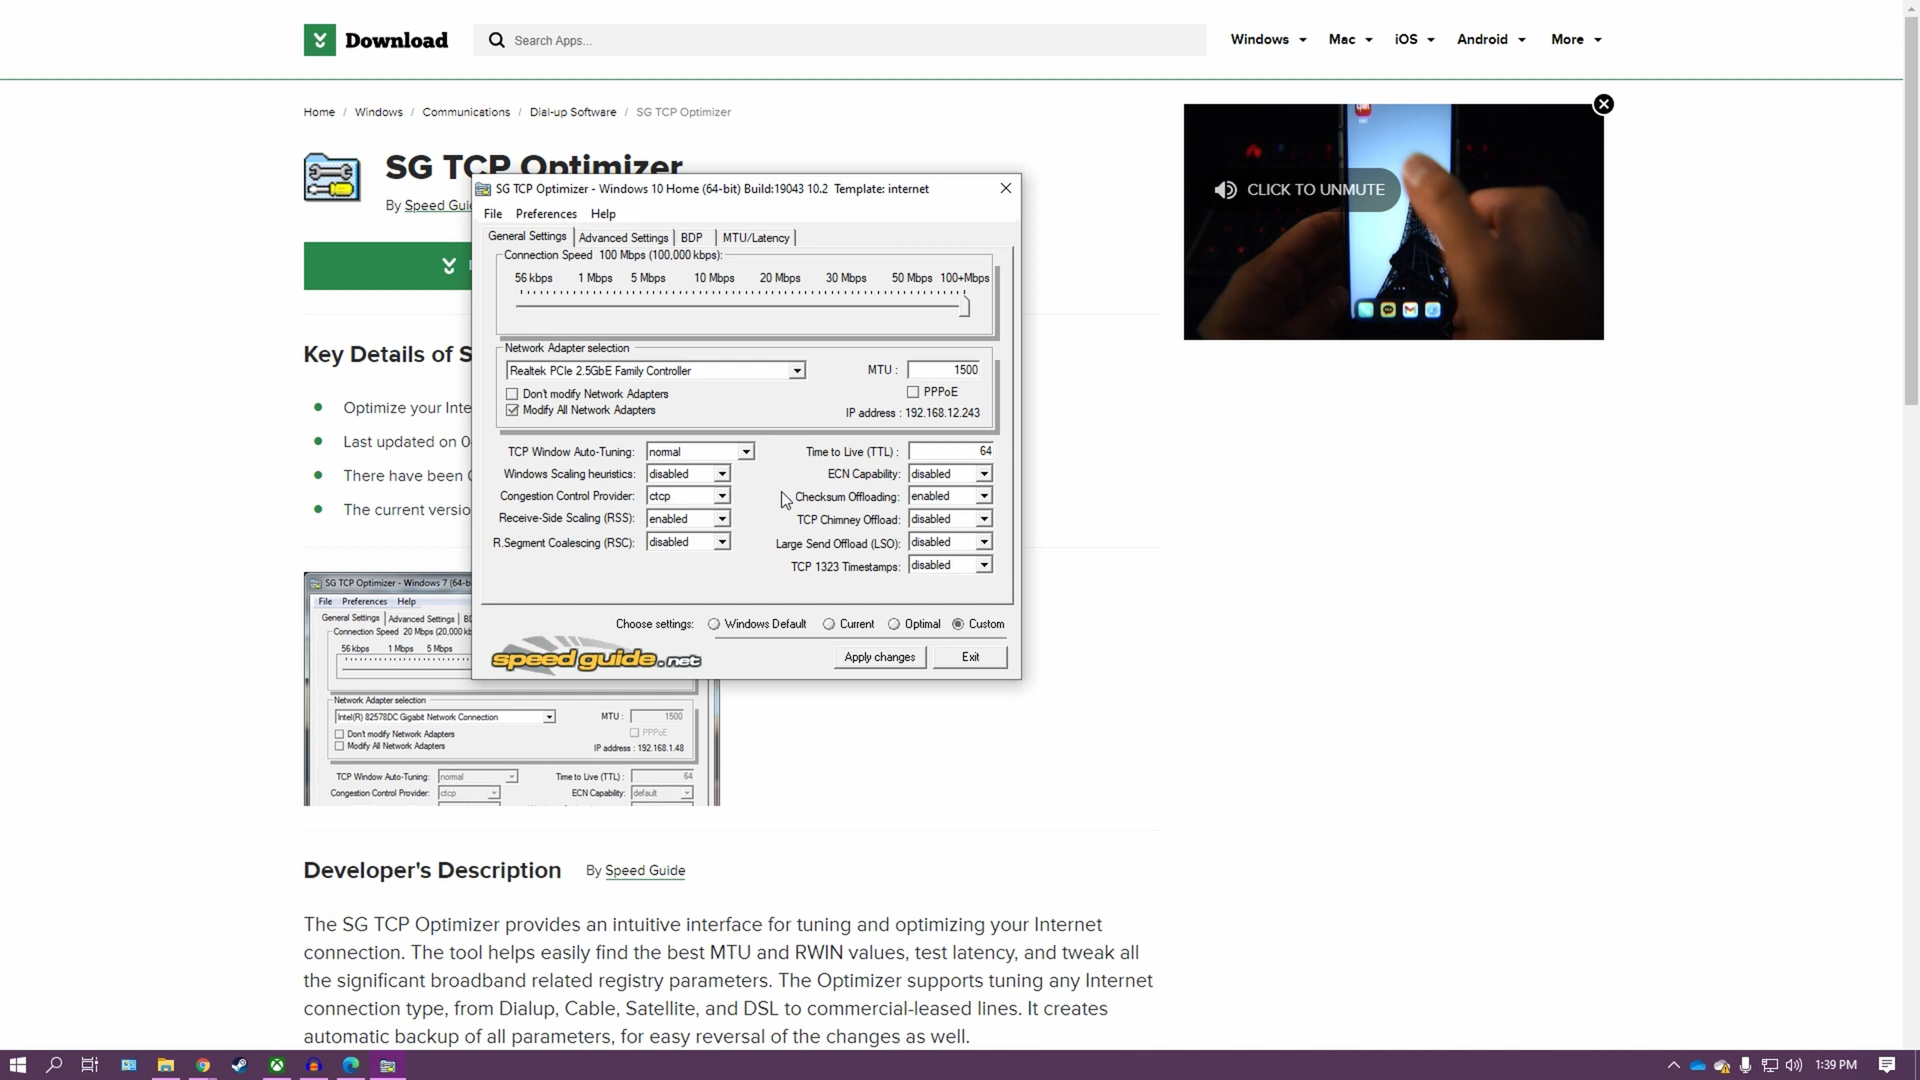 Download
Search Apps...
Windows
Mac
iOS
Android
More
Home / Windows / Communications / Dial-up Software / SG TCP Optimizer
SG TCP Optimizer
By Speed
CLICK TO UNMUTE
SG TCP Optimizer - Windows 10 Home (64-bit) Build:19043 10.2 Template: internet
File Preferences Help
General Settings Advanced Settings BDP MTU/Latency
Connection Speed 100 Mbps (100,000 kbps):
56 kbps 1 Mbps 5 Mbps 10 Mbps 20 Mbps 30 Mbps 50 Mbps 100+Mbps
Network Adapter selection
Realtek PCIe 2.5GbE Family Controller
MTU : 1500
Don't modify Network Adapters
PPPoE
Modify All Network Adapters
IP address : 192.168.12.243
TCP Window Auto-Tuning: normal
Time to Live (TTL) : 64
Windows Scaling heuristics: disabled
ECN Capability: disabled
Congestion Control Provider: ctcp
Checksum Offloading: enabled
Receive-Side Scaling (RSS): enabled
TCP Chimney Offload: disabled
R.Segment Coalescing (RSC): disabled
Large Send Offload (LSO): disabled
TCP 1323 Timestamps: disabled
Choose settings: Windows Default Current Optimal Custom
speedguide.net
Apply changes
Exit
Key Details of S
Optimize your Inte
Last updated on 0
There have been
The current versio
SG TCP Optimizer - Windows 7 (64-b
File Preferences Help
General Settings Advanced Settings
Connection Speed 20 Mbps (20,000 k
56 kbps 1 Mbps 5 Mbps
Network Adapter selection
Intel(R) 82578DC Gigabit Network Connection
MTU : 1500
Don't modify Network Adapters
PPPoE
Modify All Network Adapters
IP address : 192.168.1.48
TCP Window Auto-Tuning: normal
Time to Live (TTL) : 64
Congestion Control Provider: ctcp
ECN Capability: default
Developer's Description
By Speed Guide
The SG TCP Optimizer provides an intuitive interface for tuning and optimizing your Internet
connection. The tool helps easily find the best MTU and RWIN values, test latency, and tweak all
the significant broadband related registry parameters. The Optimizer supports tuning any Internet
connection type, from Dialup, Cable, Satellite, and DSL to commercial-leased lines. It creates
automatic backup of all parameters, for easy reversal of the changes as well.
1:39 PM